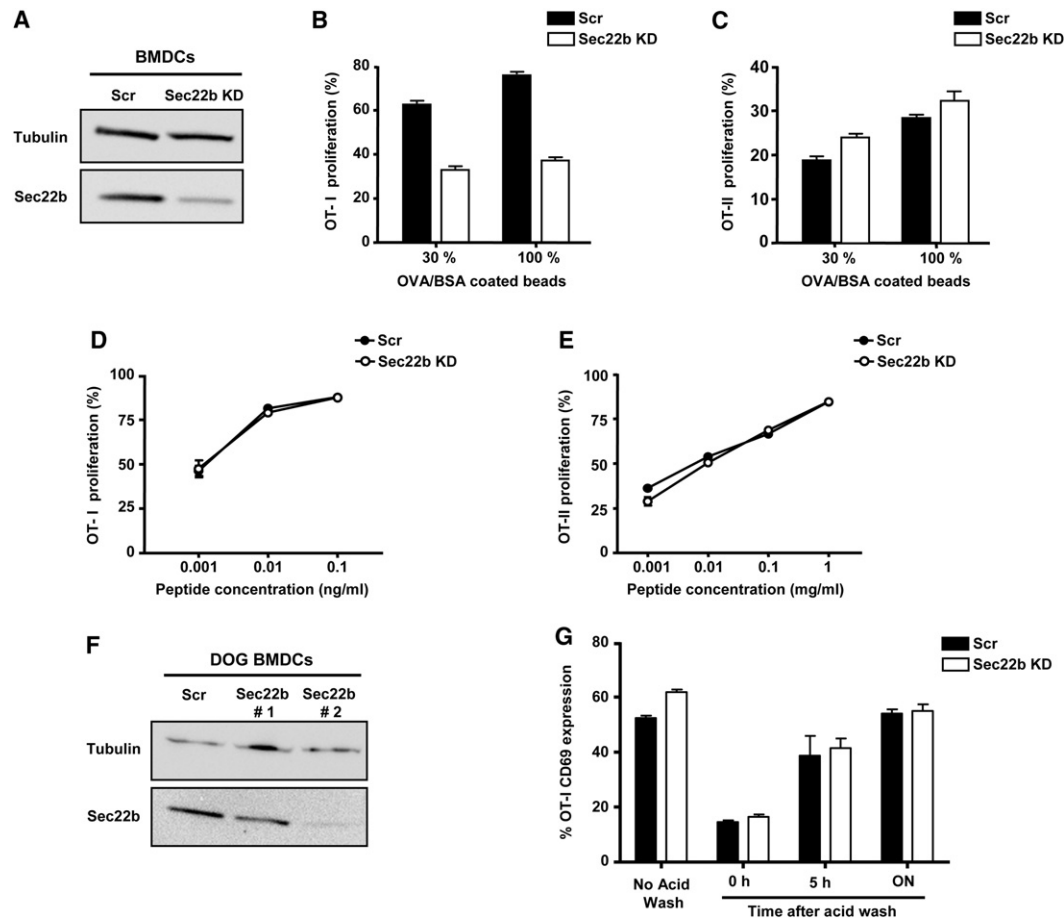 A
BMDCs
Scr Sec22b KD
Tubulin
Sec22b
B
Scr
Sec22b KD
OT- I proliferation (%)
80
60
40
20
0
30 % 100 %
OVA/BSA coated beads
C
Scr
Sec22b KD
OT-II proliferation (%)
40
30
20
10
0
30 % 100 %
OVA/BSA coated beads
D
Scr
Sec22b KD
OT- I proliferation (%)
100
75
50
25
0
0.001 0.01 0.1
Peptide concentration (ng/ml)
E
Scr
Sec22b KD
OT-II proliferation (%)
100
75
50
25
0
0.001 0.01 0.1 1
Peptide concentration (mg/ml)
F
DOG BMDCs
Scr Sec22b Sec22b
# 1 # 2
Tubulin
Sec22b
G
Scr
Sec22b KD
% OT-I CD69 expression
80
60
40
20
0
No Acid
Wash
0 h 5 h ON
Time after acid wash